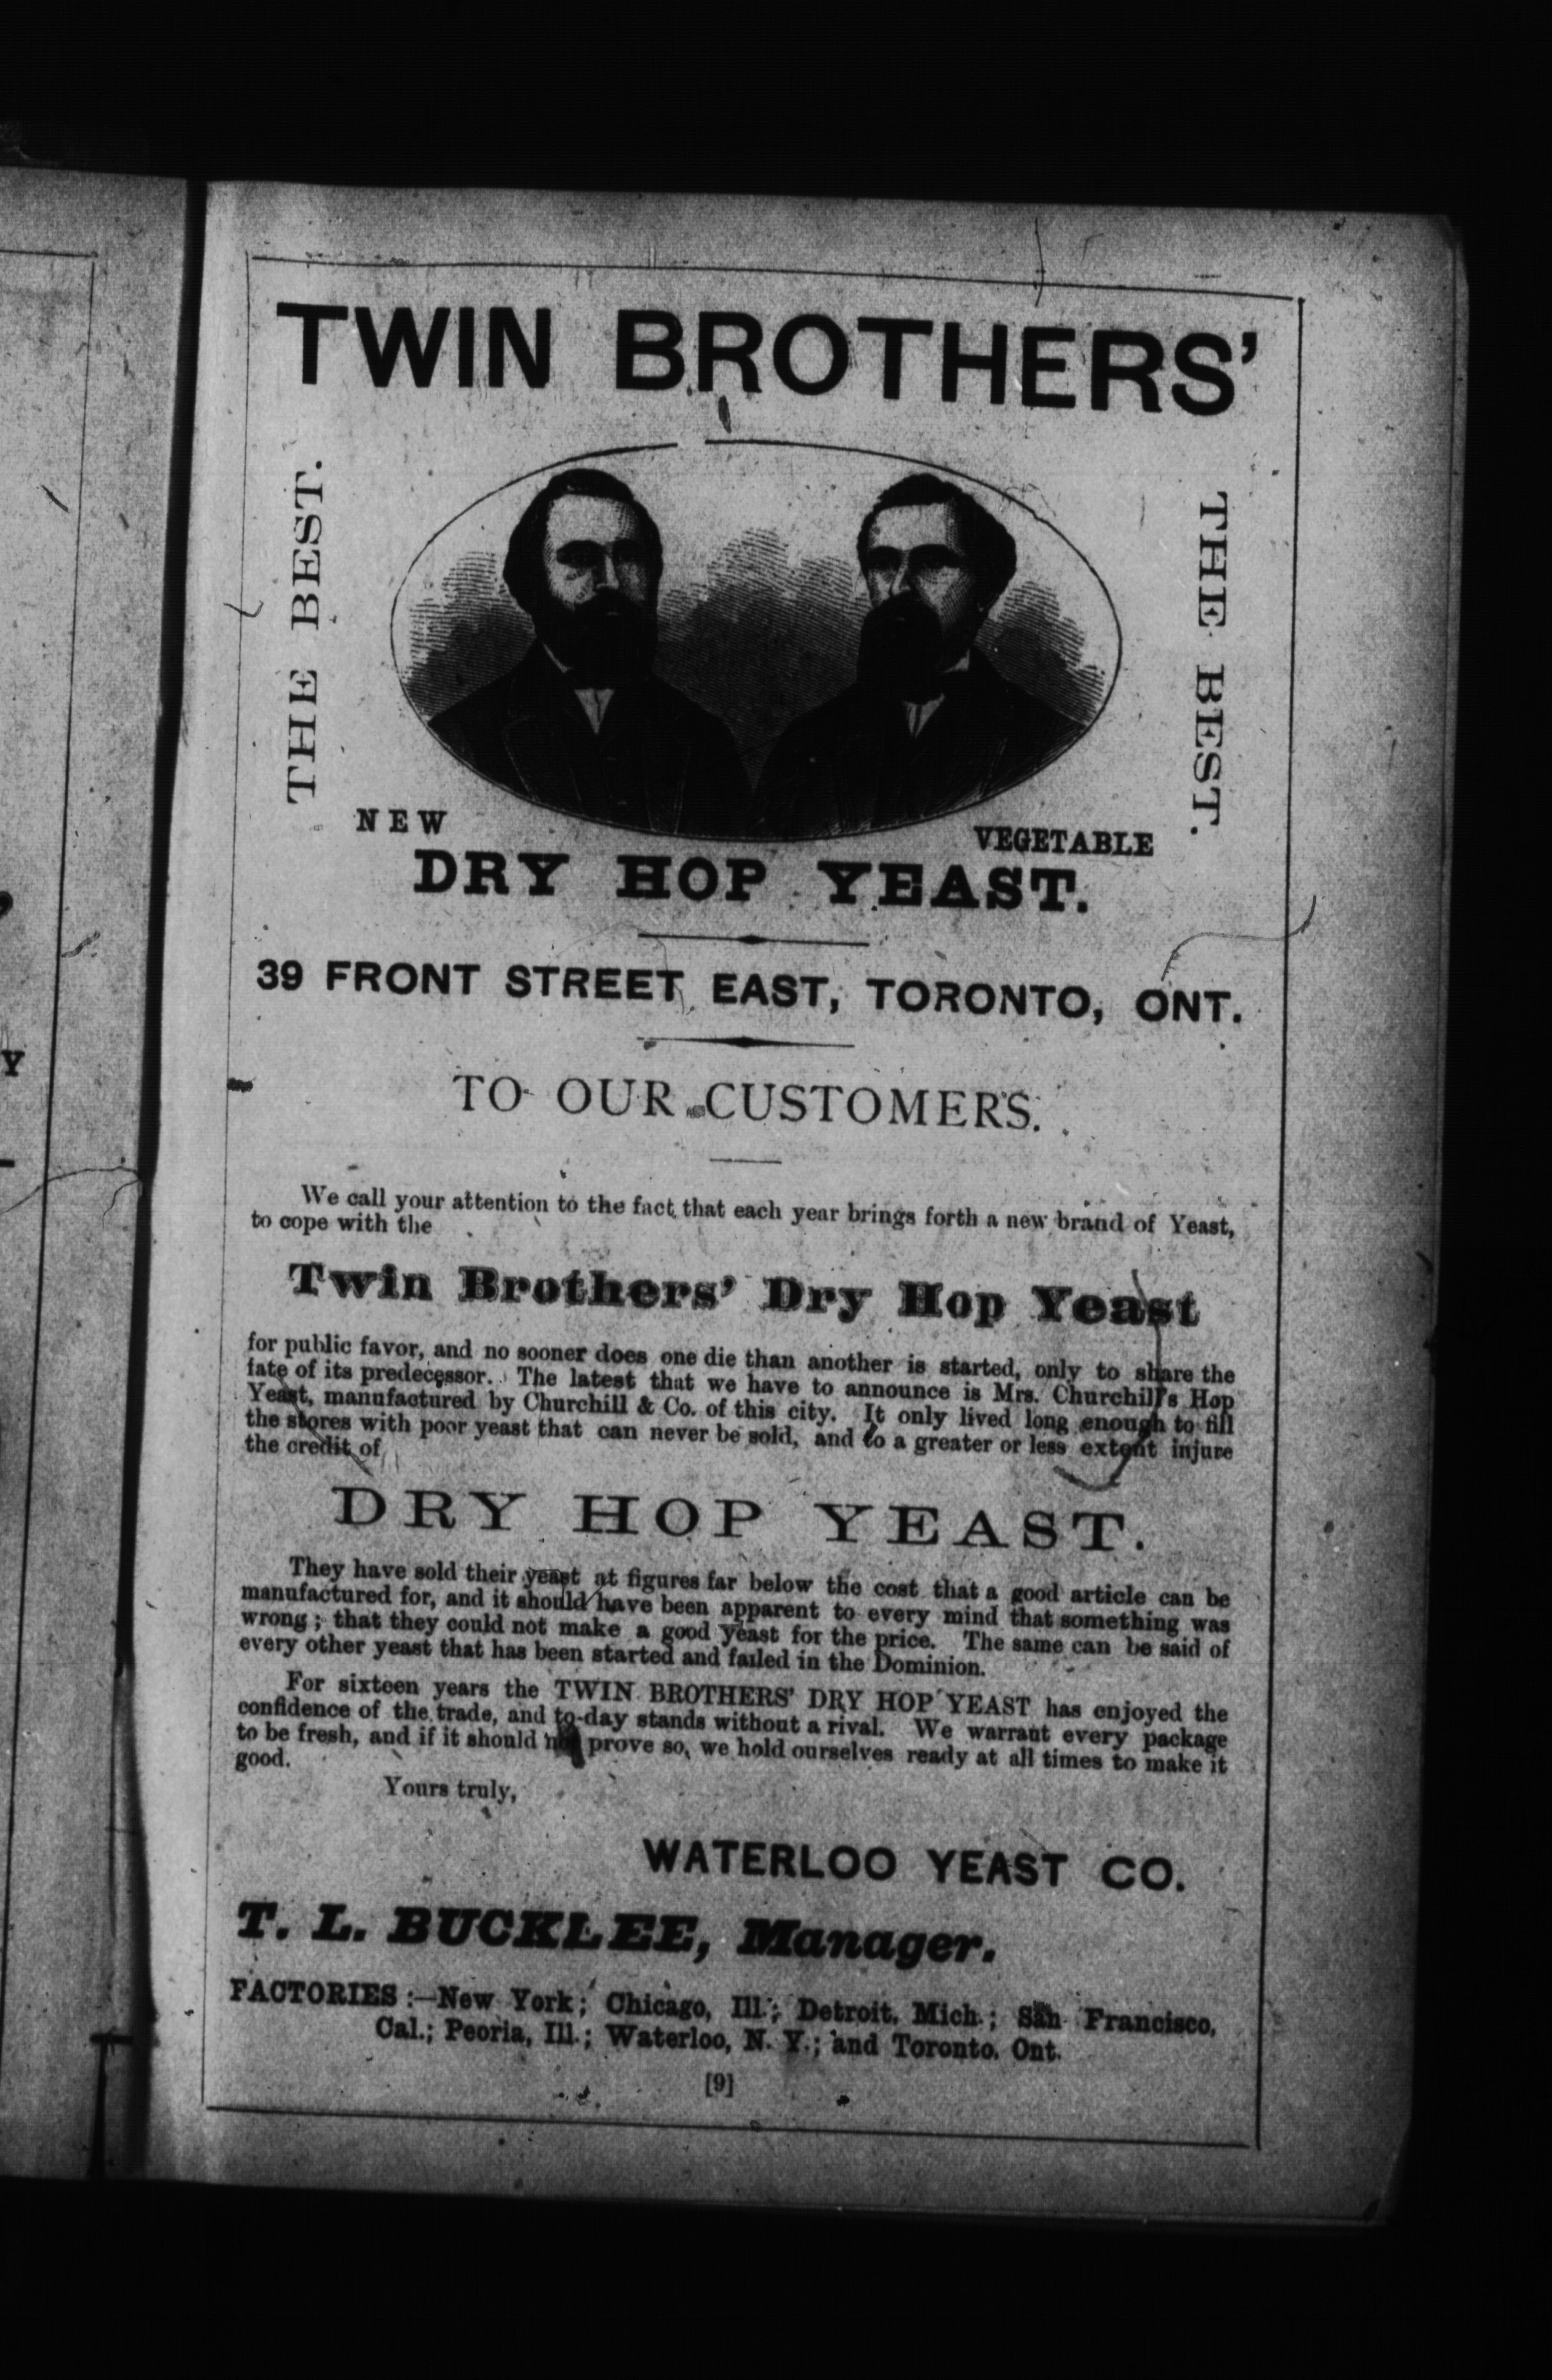 TWIN BROTHERS'
THE BEST.
THE BEST.
NEW
VEGETABLE
DRY HOP YEAST.
39 FRONT STREET EAST, TORONTO, ONT.
TO OUR CUSTOMERS.
We call your attention to the fact that each year brings forth a new brand of Yeast,
to cope with the
Twin Brothers' Dry Hop Yeast
for public favor, and no sooner does one die than another is started, only to share the
fate of its predecessor. The latest that we have to announce is Mrs. Churchill's Hop
Yeast, manufactured by Churchill & Co. of this city. It only lived long enough to fill
the stores with poor yeast that can never be sold, and to a greater or less extent injure
the credit of
DRY HOP YEAST.
They have sold their yeast at figures far below the cost that a good article can be
manufactured for, and it should have been apparent to every mind that something was
wrong; that they could not make a good yeast for the price. The same can be said of
every other yeast that has been started and failed in the Dominion.
For sixteen years the TWIN BROTHERS' DRY HOP YEAST has enjoyed the
confidence of the trade, and to-day stands without a rival. We warrant every package
to be fresh, and if it should not prove so, we hold ourselves ready at all times to make it
good.
Yours truly,
WATERLOO YEAST CO.
T. L. BUCKLEE, Manager.
FACTORIES:—New York; Chicago, Ill.; Detroit, Mich.; San Francisco,
Cal.; Peoria, Ill.; Waterloo, N. Y.; and Toronto, Ont.
[9]